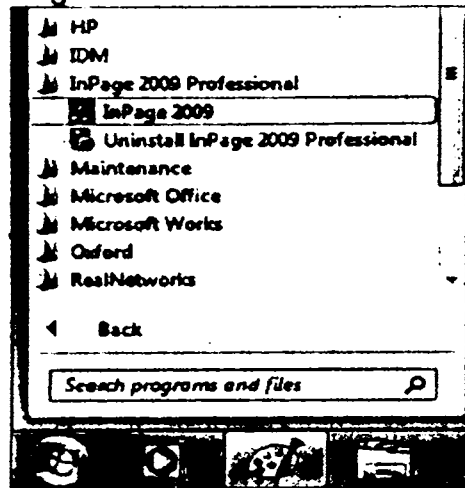 HP
IDM
InPage 2009 Professional
InPage 2009
Uninstall InPage 2009 Professional
Maintenance
Microsoft Office
Microsoft Works
Oxford
RealNetworks
Back
Search programs and files